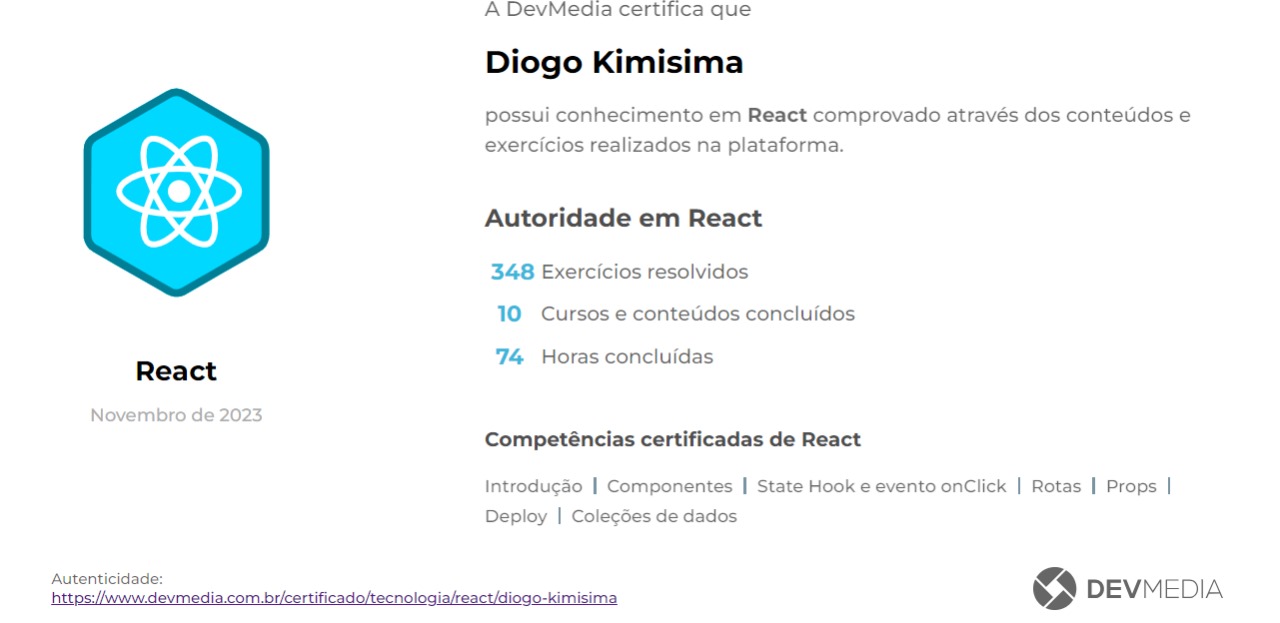 A DevMedia certifica que
Diogo Kimisima
possui conhecimento em React comprovado através dos conteúdos e
exercícios realizados na plataforma.
Autoridade em React
348 Exercícios resolvidos
10 Cursos e conteúdos concluídos
74 Horas concluídas
React
Novembro de 2023
Competências certificadas de React
Introdução | Componentes | State Hook e evento onClick | Rotas | Props |
Deploy | Coleções de dados
Autenticidade:
https://www.devmedia.com.br/certificado/tecnologia/react/diogo-kimisima
DEVMEDIA